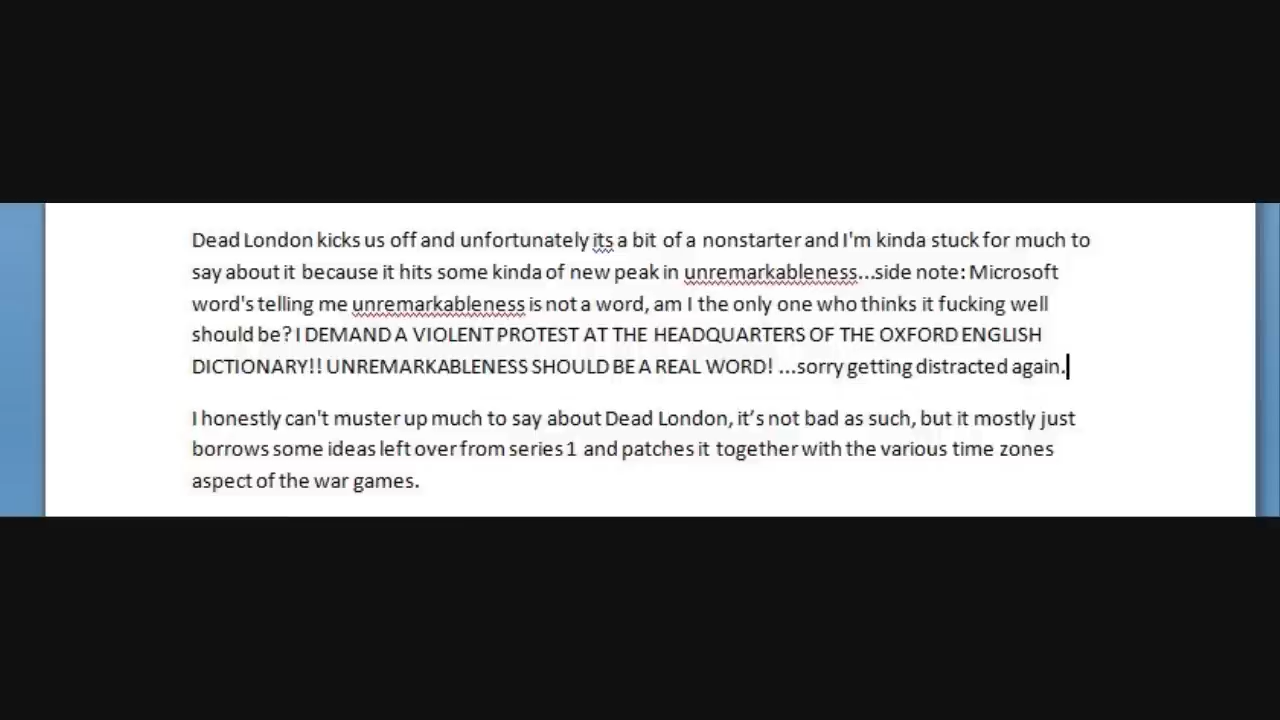 Dead London kicks us off and unfortunately its a bit of a nonstarter and I'm kinda stuck for much to
say about it because it hits some kinda of new peak in unremarkableness...side note: Microsoft
word's telling me unremarkableness is not a word, am I the only one who thinks it fucking well
should be? I DEMAND A VIOLENT PROTEST AT THE HEADQUARTERS OF THE OXFORD ENGLISH
DICTIONARY!! UNREMARKABLENESS SHOULD BE A REAL WORD! ...sorry getting distracted again.
I honestly can't muster up much to say about Dead London, it’s not bad as such, but it mostly just
borrows some ideas left over from series 1 and patches it together with the various time zones
aspect of the war games.